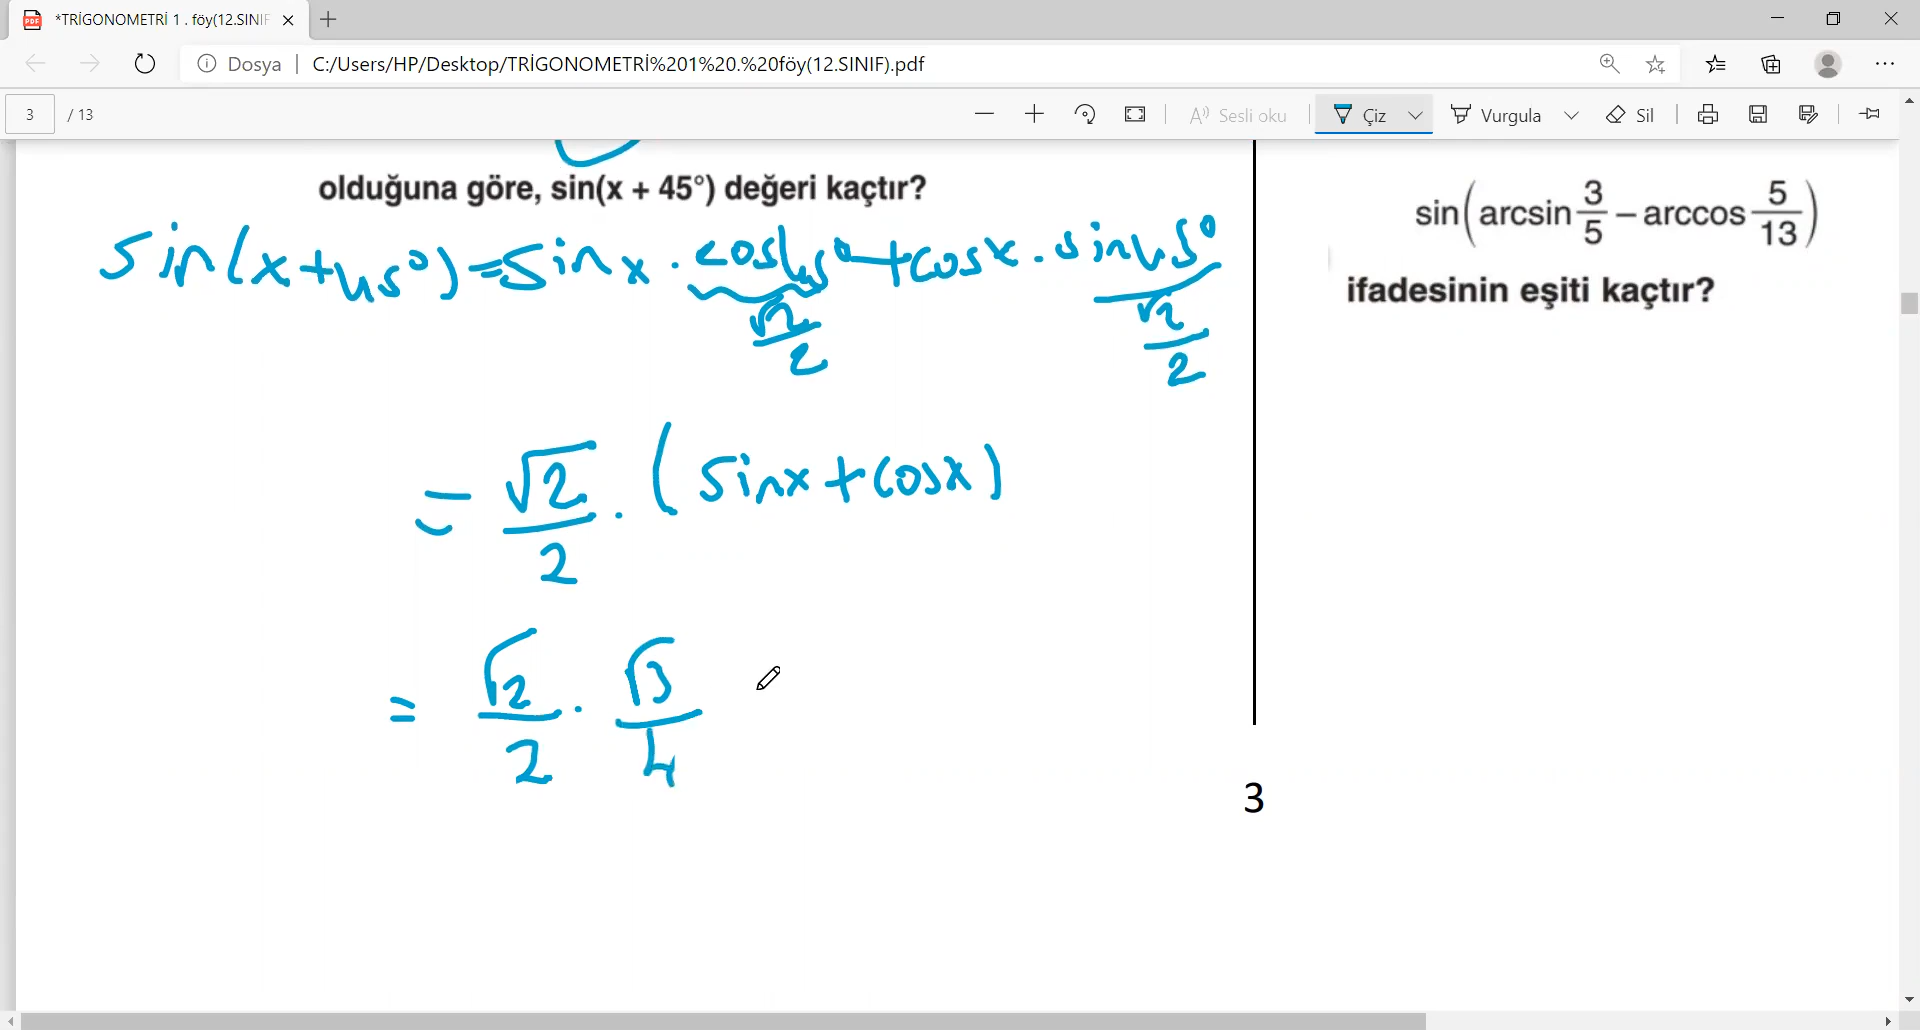 *TRİGONOMETRİ 1 . föy(12.SINIF
Dosya | C:/Users/HP/Desktop/TRİGONOMETRİ%201%20.%20föy(12.SINIF).pdf
3 / 13
Sesli oku
Çiz
Vurgula
Sil
olduğuna göre, sin(x + 45°) değeri kaçtır?
sin(x+45°)=sinx.cos45°+cosx.sin45°
√2/2 √2/2
= √2/2 . (sinx+cosx)
= √2/2 . √3/4
sin(arcsin 3/5 – arccos 5/13)
ifadesinin eşiti kaçtır?
3